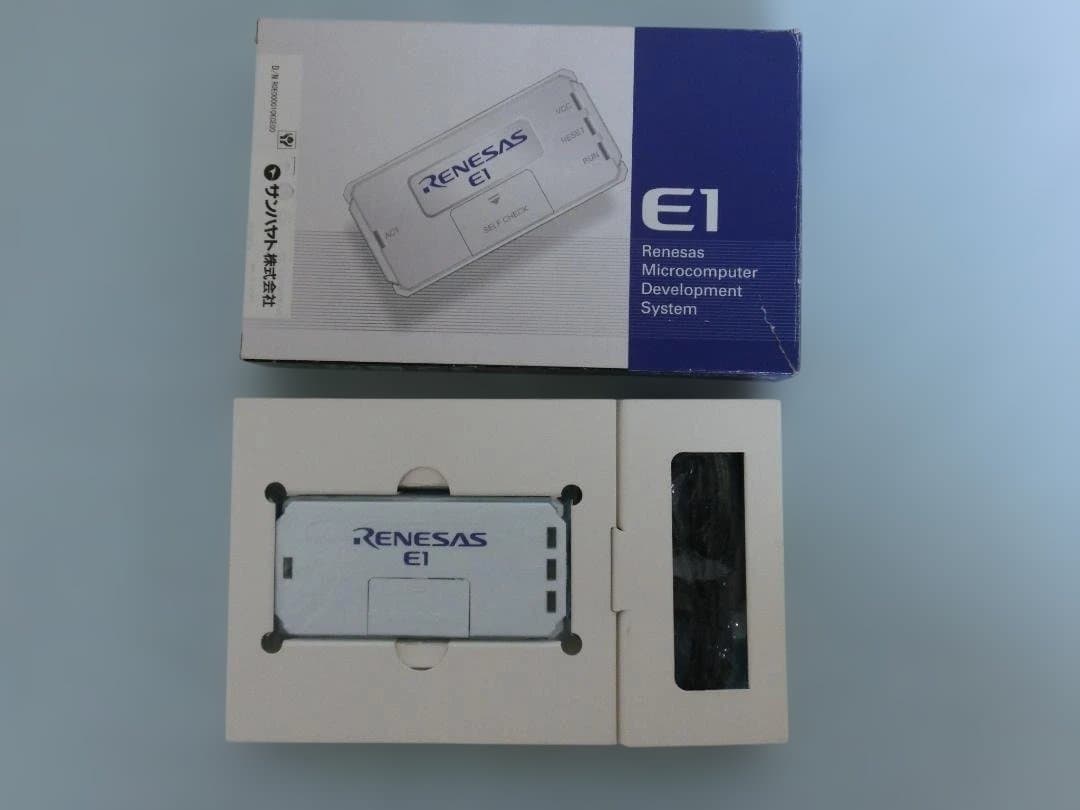 サンハヤト株式会社
RENESAS
E1
ACT
SELF CHECK
VCC
RESET
RUN
E1
Renesas
Microcomputer
Development
System
RENESAS
E1